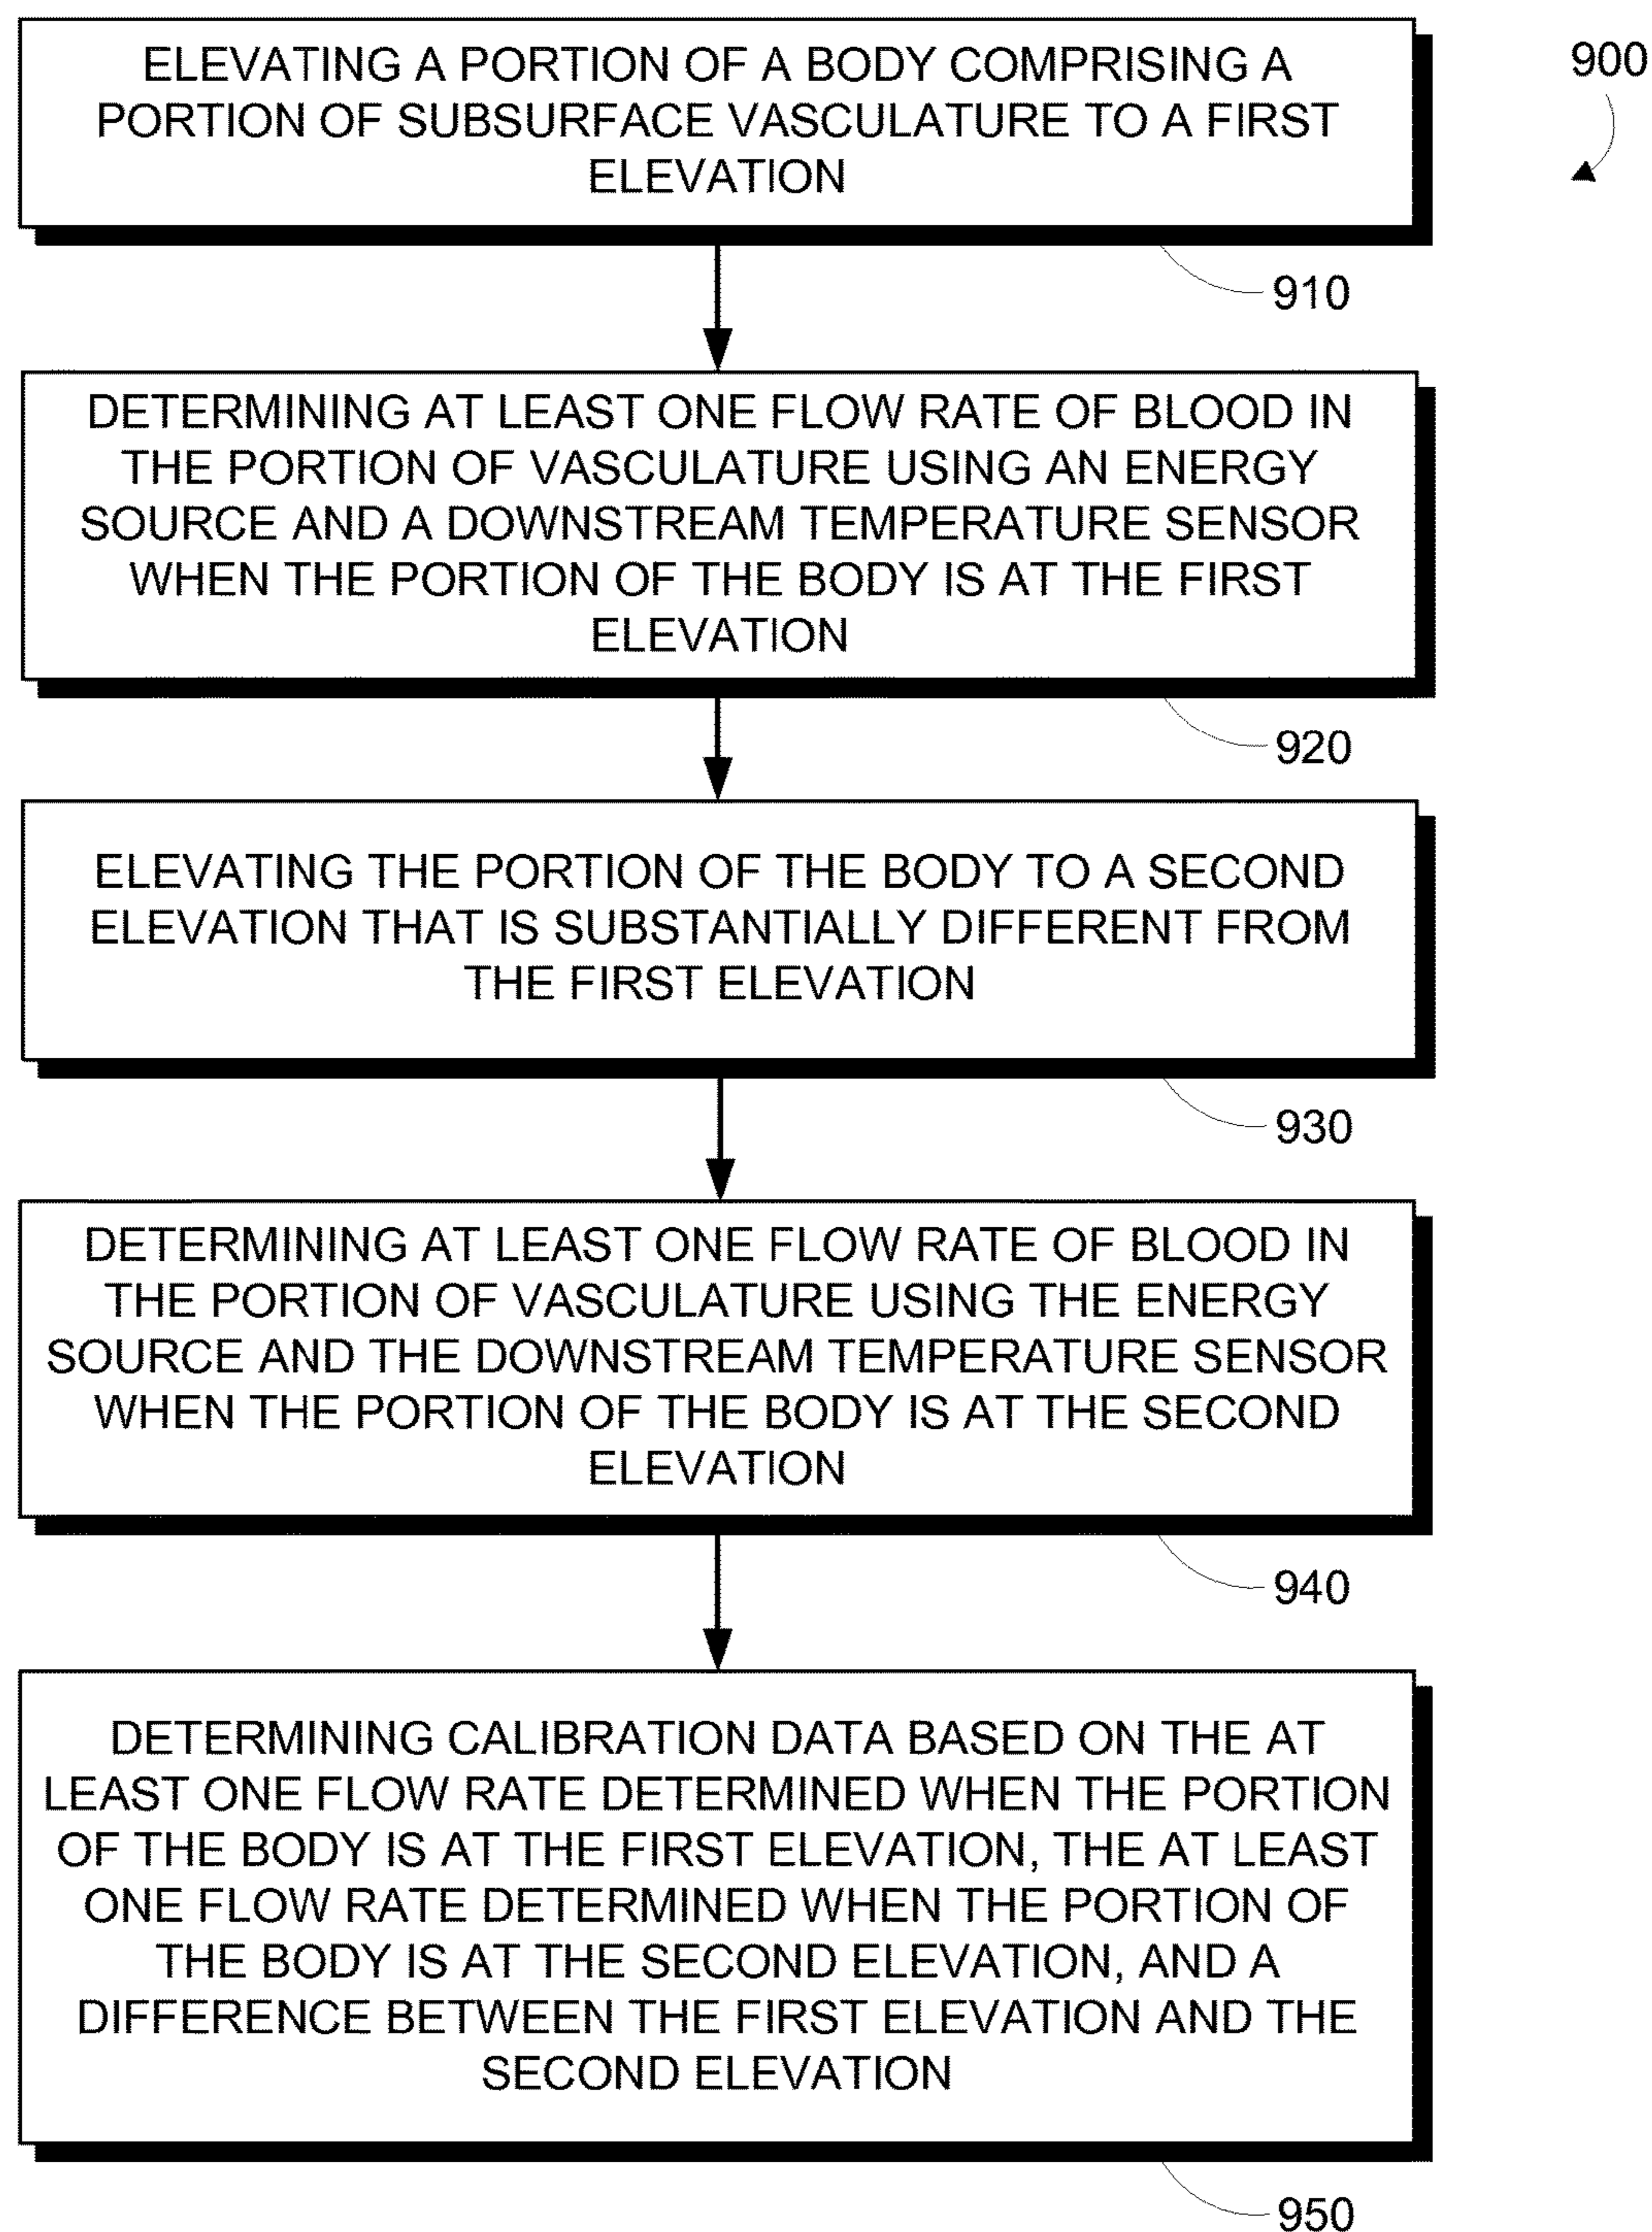 ELEVATING A PORTION OF A BODY COMPRISING A
PORTION OF SUBSURFACE VASCULATURE TO A FIRST
ELEVATION
900
910
DETERMINING AT LEAST ONE FLOW RATE OF BLOOD IN
THE PORTION OF VASCULATURE USING AN ENERGY
SOURCE AND A DOWNSTREAM TEMPERATURE SENSOR
WHEN THE PORTION OF THE BODY IS AT THE FIRST
ELEVATION
920
ELEVATING THE PORTION OF THE BODY TO A SECOND
ELEVATION THAT IS SUBSTANTIALLY DIFFERENT FROM
THE FIRST ELEVATION
930
DETERMINING AT LEAST ONE FLOW RATE OF BLOOD IN
THE PORTION OF VASCULATURE USING THE ENERGY
SOURCE AND THE DOWNSTREAM TEMPERATURE SENSOR
WHEN THE PORTION OF THE BODY IS AT THE SECOND
ELEVATION
940
DETERMINING CALIBRATION DATA BASED ON THE AT
LEAST ONE FLOW RATE DETERMINED WHEN THE PORTION
OF THE BODY IS AT THE FIRST ELEVATION, THE AT LEAST
ONE FLOW RATE DETERMINED WHEN THE PORTION OF
THE BODY IS AT THE SECOND ELEVATION, AND A
DIFFERENCE BETWEEN THE FIRST ELEVATION AND THE
SECOND ELEVATION
950